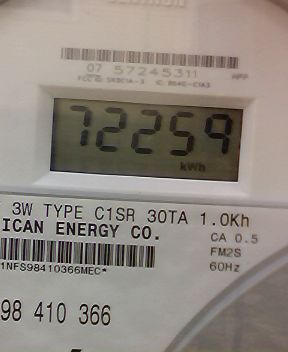 07 57245311
72259
kWh
3W TYPE C1SR 30TA 1.0Kh
ICAN ENERGY CO.
CA 0.5
FM2S
60Hz
1NFS98410366MEC*
98 410 366